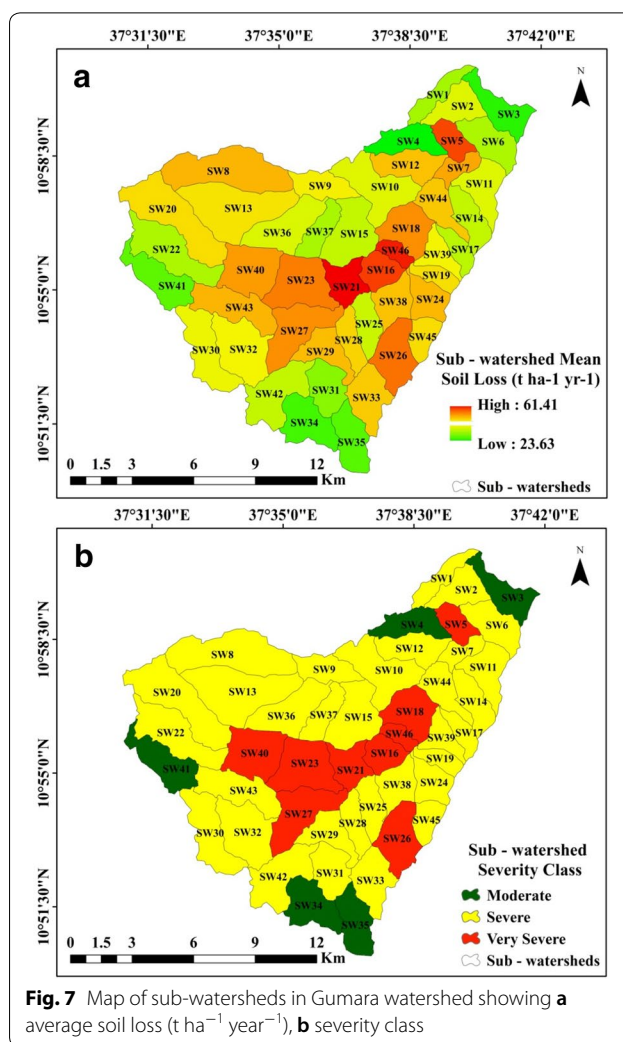 37°31'30"E 37°35'0"E 37°38'30"E 37°42'0"E
a
N
SW1
SW2
SW3
SW4
SW5
SW6
SW12
SW7
SW8
SW9
SW10
SW11
SW44
SW20
SW13
SW14
SW36
SW37
SW15
SW18
SW22
SW17
SW46
SW39
SW40
SW23
SW16
SW19
SW41
SW21
SW43
SW38
SW24
SW27
SW25
SW28
SW45
SW30
SW32
SW29
SW26
SW42
SW31
SW33
SW34
SW35
10°58'30"N
10°55'0"N
10°51'30"N
Sub - watershed Mean
Soil Loss (t ha-1 yr-1)
High : 61.41
Low : 23.63
Sub - watersheds
0 1.5 3 6 9 12
Km
37°31'30"E 37°35'0"E 37°38'30"E 37°42'0"E
b
N
SW1
SW2
SW3
SW4
SW5
SW6
SW12
SW7
SW8
SW9
SW10
SW11
SW44
SW20
SW13
SW14
SW36
SW37
SW15
SW18
SW22
SW17
SW46
SW39
SW40
SW23
SW16
SW19
SW41
SW21
SW43
SW38
SW24
SW27
SW25
SW28
SW45
SW30
SW32
SW29
SW26
SW42
SW31
SW33
SW34
SW35
10°58'30"N
10°55'0"N
10°51'30"N
Sub - watershed
Severity Class
Moderate
Severe
Very Severe
Sub - watersheds
0 1.5 3 6 9 12
Km
Fig. 7 Map of sub-watersheds in Gumara watershed showing a
average soil loss (t ha⁻¹ year⁻¹), b severity class